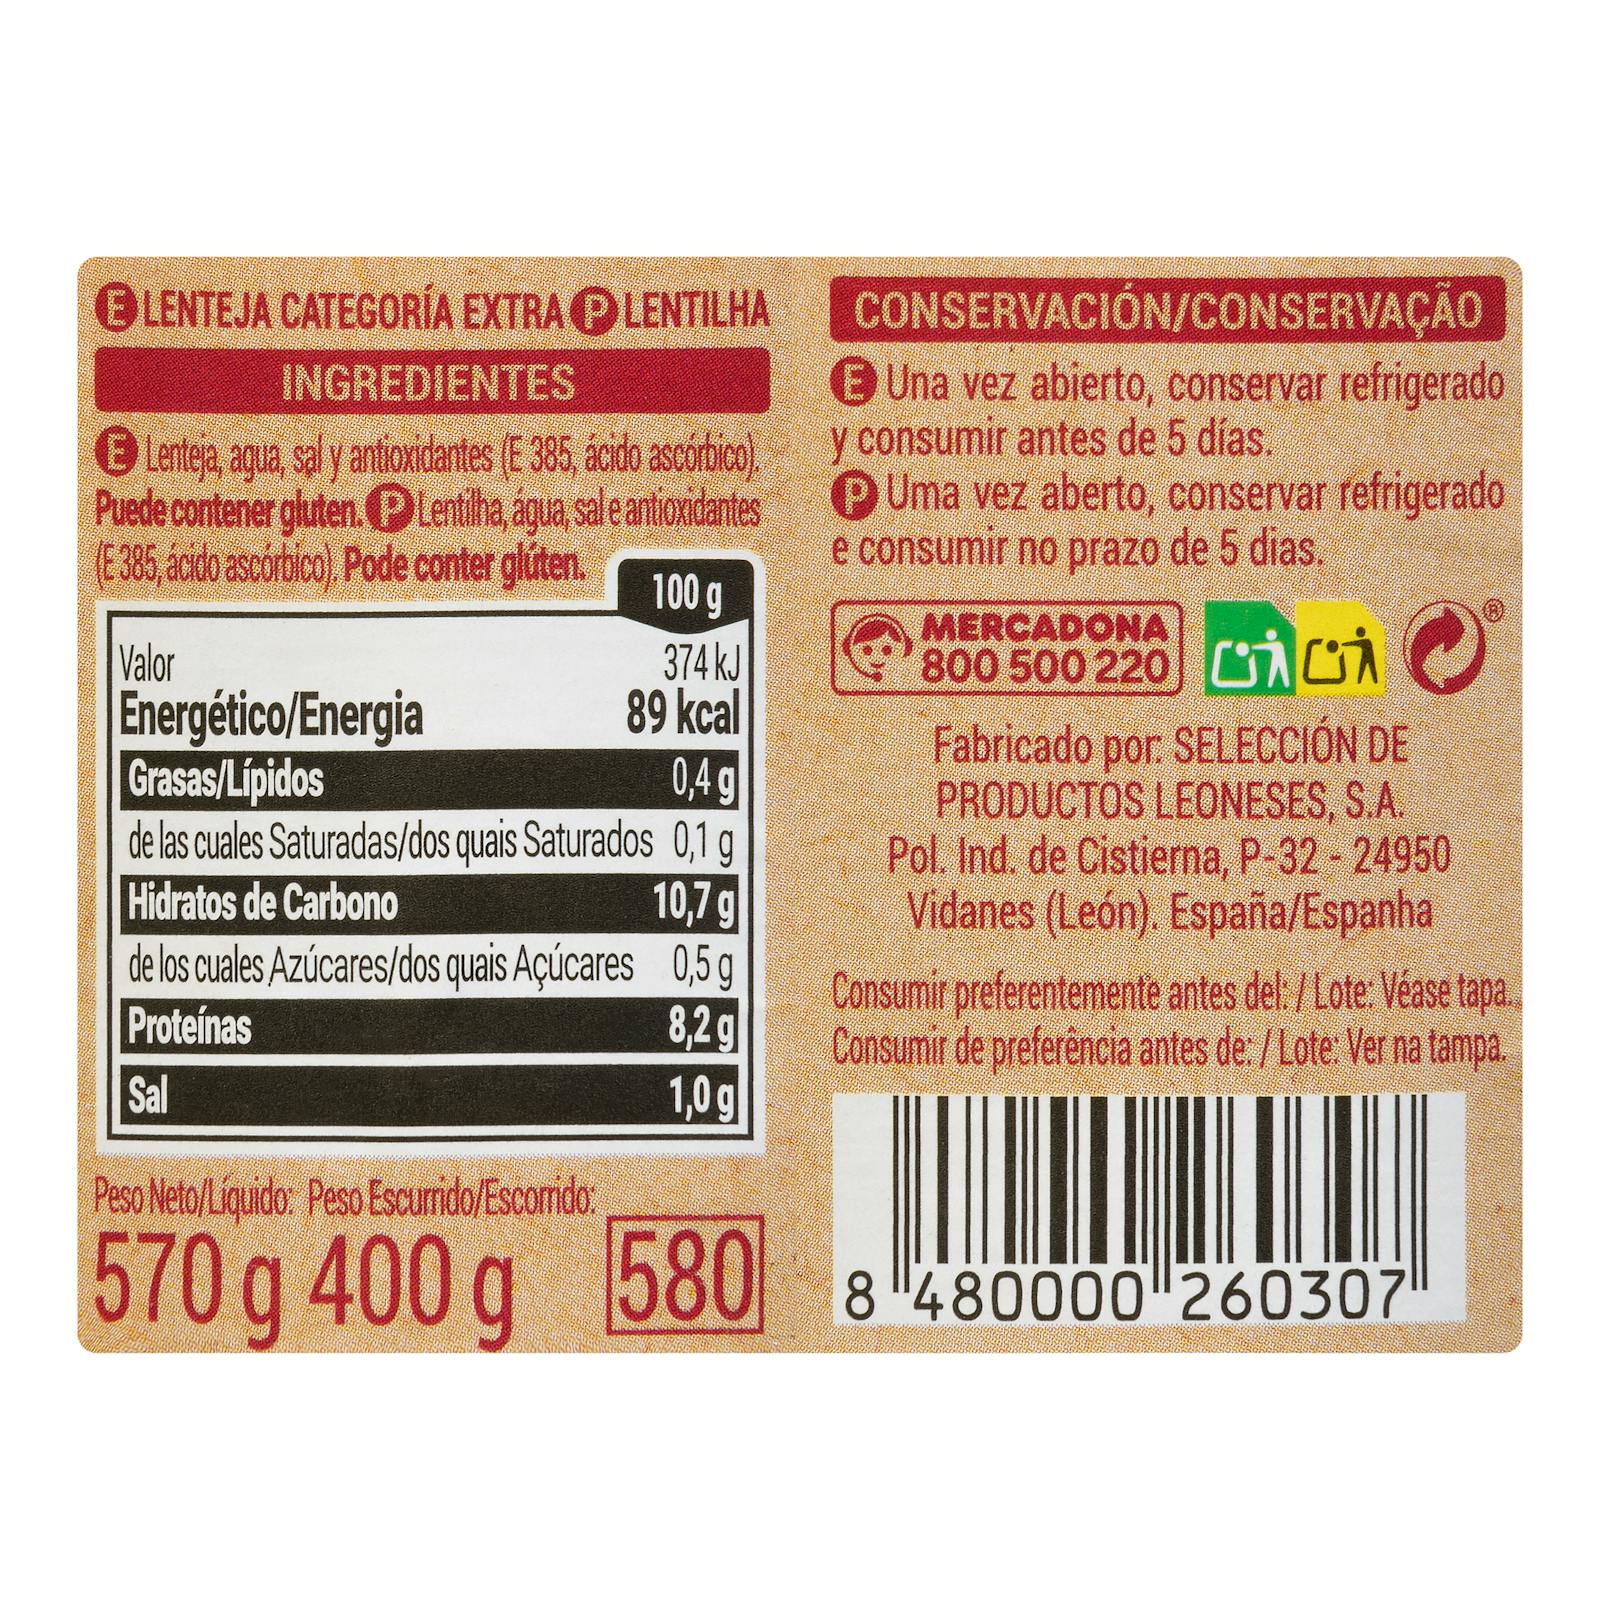 E LENTEJA CATEGORÍA EXTRA P LENTILHA
INGREDIENTES
E Lenteja, agua, sal y antioxidantes (E 385, ácido ascórbico).
Puede contener gluten. P Lentilha, água, sal e antioxidantes
(E 385, ácido ascórbico). Pode conter glúten.
100 g
Valor 374 kJ
Energético/Energia 89 kcal
Grasas/Lípidos 0,4 g
de las cuales Saturadas/dos quais Saturados 0,1 g
Hidratos de Carbono 10,7 g
de los cuales Azúcares/dos quais Açúcares 0,5 g
Proteínas 8,2 g
Sal 1,0 g
Peso Neto/Líquido: Peso Escurrido/Escorrido:
570 g 400 g 580
CONSERVACIÓN/CONSERVAÇÃO
E Una vez abierto, conservar refrigerado
y consumir antes de 5 días.
P Uma vez aberto, conservar refrigerado
e consumir no prazo de 5 dias.
MERCADONA
800 500 220
®
Fabricado por: SELECCIÓN DE
PRODUCTOS LEONESES, S.A.
Pol. Ind. de Cistierna, P-32 - 24950
Vidanes (León). España/Espanha
Consumir preferentemente antes del: / Lote: Véase tapa.
Consumir de preferência antes de: / Lote: Ver na tampa.
8 480000 260307